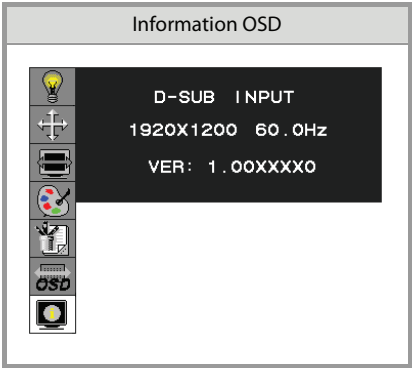 Information OSD
D-SUB INPUT
1920X1200 60.0Hz
VER: 1.00XXXX0
OSD